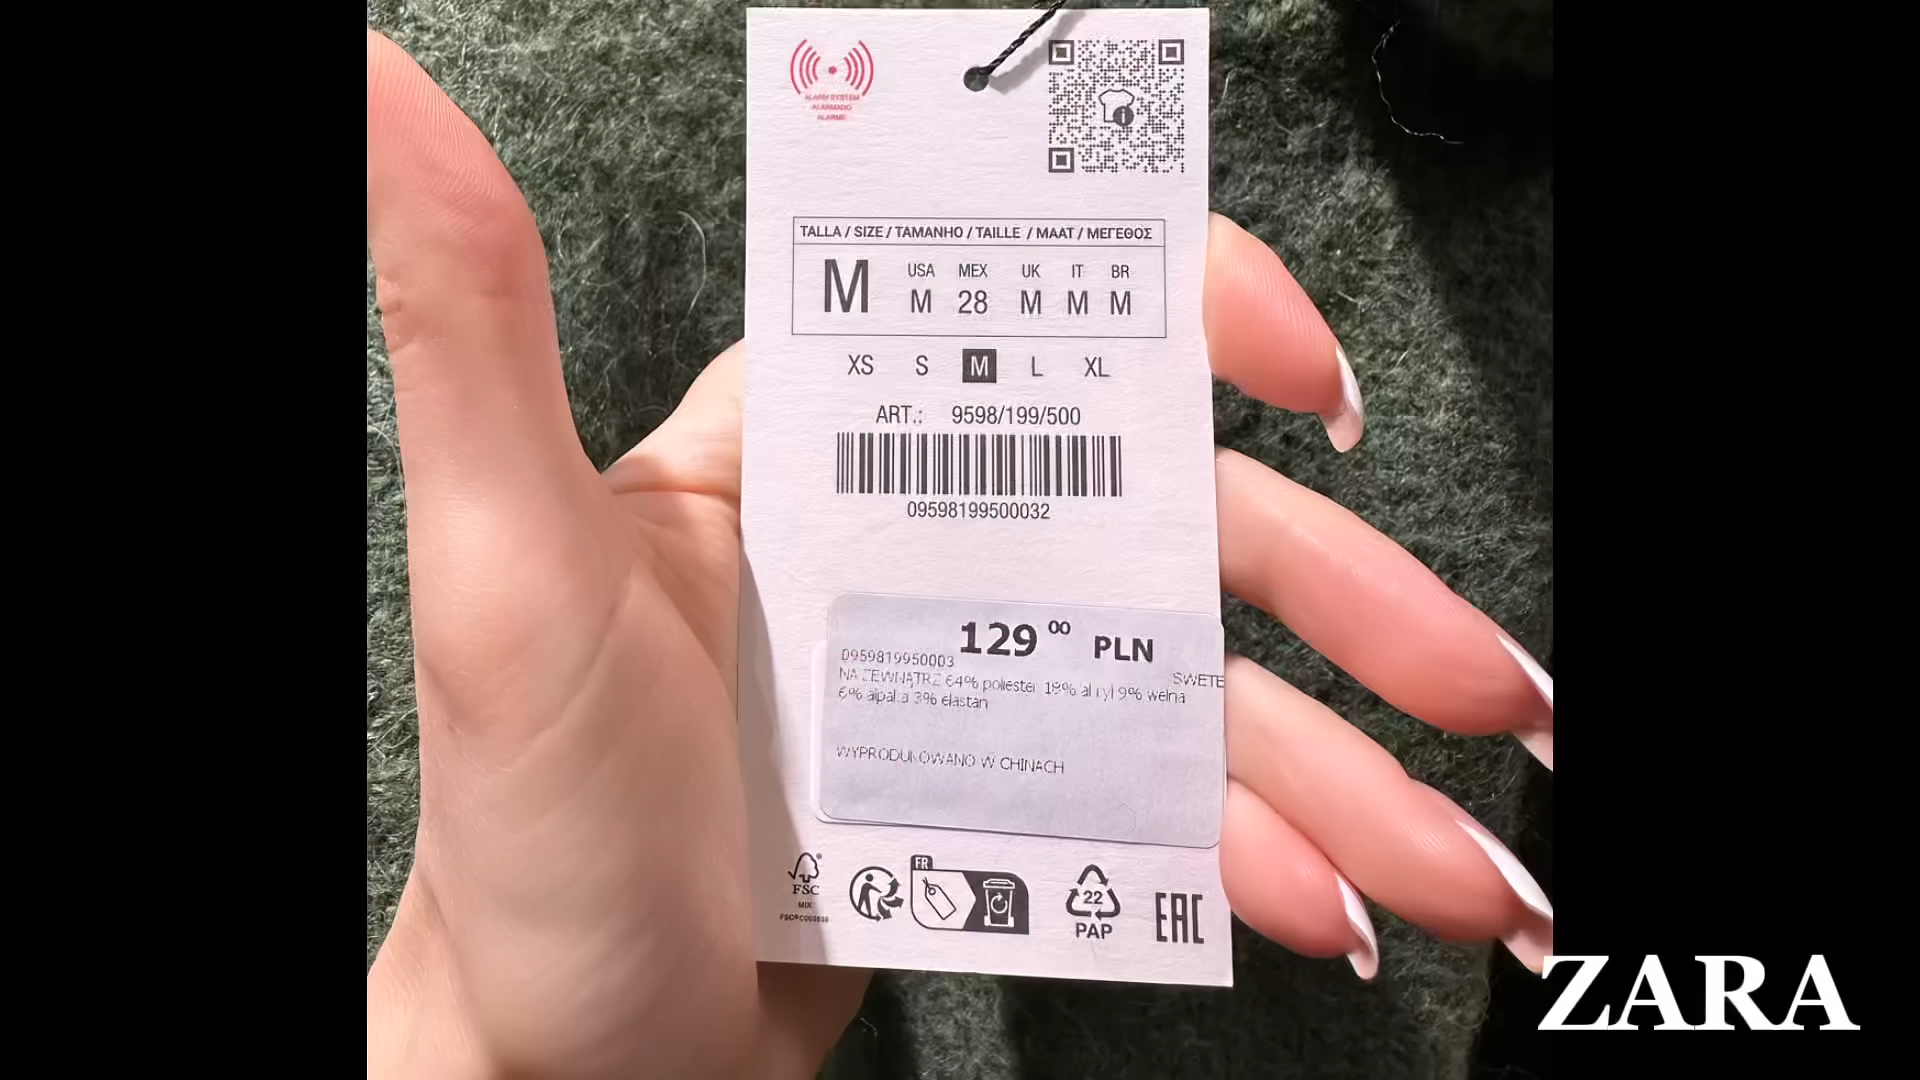 ALARM SYSTEM
ALARMADO
ALARME
TALLA / SIZE / TAMANHO / TAILLE / MAAT / ΜΕΓΕΘΟΣ
USA MEX UK IT BR
M M 28 M M M
XS S M L XL
ART.: 9598/199/500
09598199500032
129 00 PLN
0959819950003
SWETE
NA ZEWNĄTRZ 64% poliester 18% akryl 9% wełna
6% alpaka 3% elastan
WYPRODUKOWANO W CHINACH
FSC
MIX
FR
22
PAP
EAC
ZARA